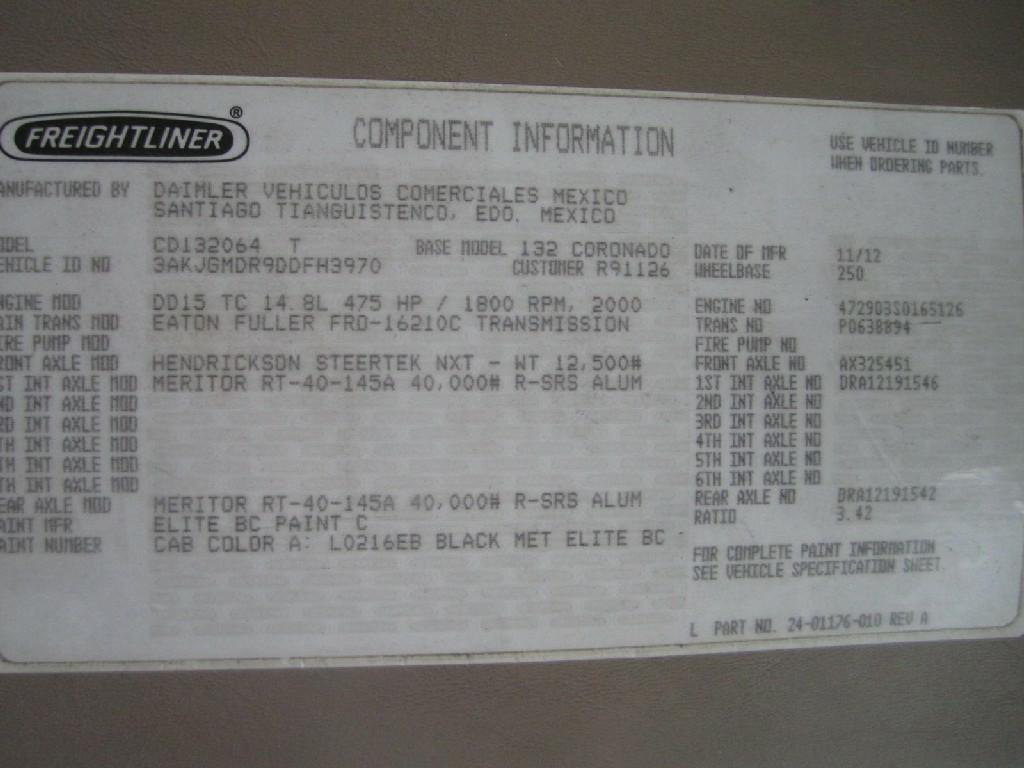 FREIGHTLINER ®
COMPONENT INFORMATION
USE VEHICLE ID NUMBER
WHEN ORDERING PARTS.
ANUFACTURED BY DAIMLER VEHICULOS COMERCIALES MEXICO
SANTIAGO TIANGUISTENCO, EDO. MEXICO
ODEL CD132064 T BASE MODEL 132 CORONADO DATE OF MFR 11/12
EHICLE ID NO 3AKJGMDR9DDFH3970 CUSTOMER R91126 WHEELBASE 250
NGINE MOD DD15 TC 14.8L 475 HP / 1800 RPM, 2000 ENGINE NO 472903S0165126
AIN TRANS MOD EATON FULLER FRO-16210C TRANSMISSION TRANS NO P0638894
IRE PUMP MOD FIRE PUMP NO
RONT AXLE MOD HENDRICKSON STEERTEK NXT - WT 12,500# FRONT AXLE NO AX325451
ST INT AXLE MOD MERITOR RT-40-145A 40,000# R-SRS ALUM 1ST INT AXLE NO DRA12191546
ND INT AXLE MOD 2ND INT AXLE NO
RD INT AXLE MOD 3RD INT AXLE NO
TH INT AXLE MOD 4TH INT AXLE NO
TH INT AXLE MOD 5TH INT AXLE NO
TH INT AXLE MOD 6TH INT AXLE NO
EAR AXLE MOD MERITOR RT-40-145A 40,000# R-SRS ALUM REAR AXLE NO BRA12191542
AINT MFR ELITE BC PAINT C RATIO 3.42
AINT NUMBER CAB COLOR A: L0216EB BLACK MET ELITE BC -
FOR COMPLETE PAINT INFORMATION
SEE VEHICLE SPECIFICATION SHEET.
L PART NO. 24-01176-010 REV A